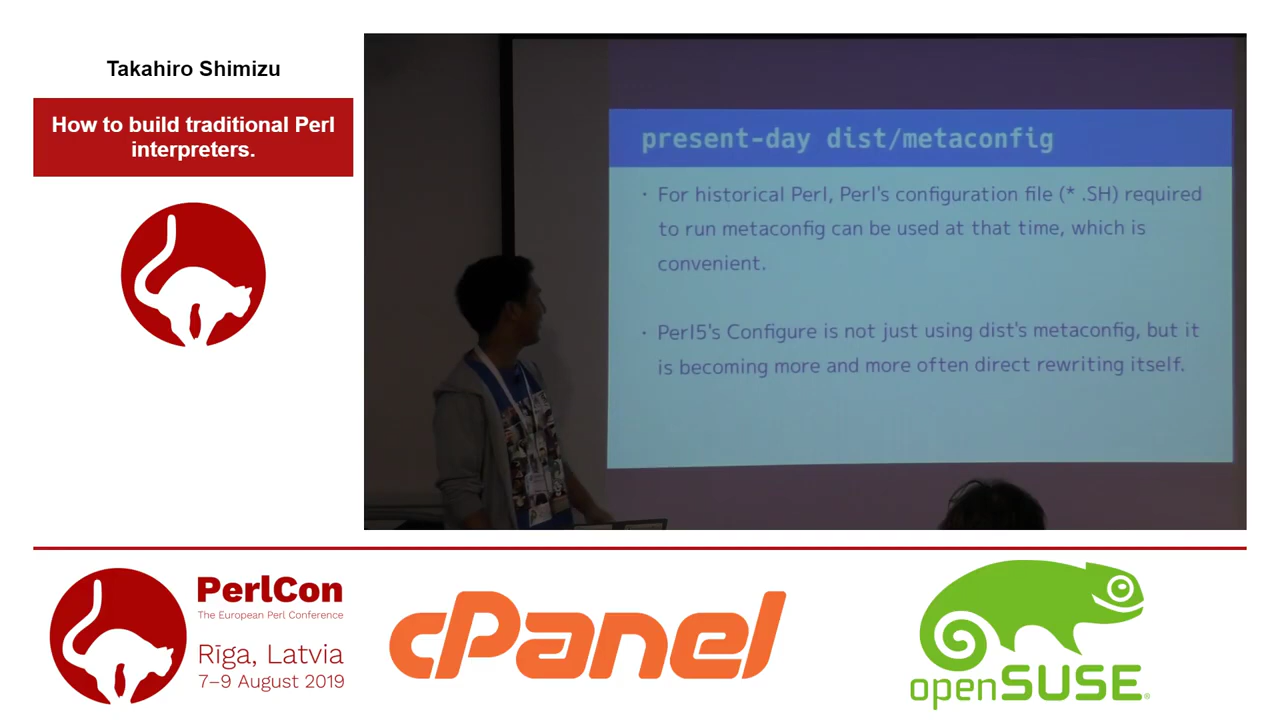 Takahiro Shimizu
How to build traditional Perl
interpreters.
present-day dist/metaconfig
· For historical Perl, Perl's configuration file (* .SH) required
to run metaconfig can be used at that time, which is
convenient.
· Perl5's Configure is not just using dist's metaconfig, but it
is becoming more and more often direct rewriting itself.
PerlCon
The European Perl Conference
Rīga, Latvia
7–9 August 2019
cPanel
openSUSE